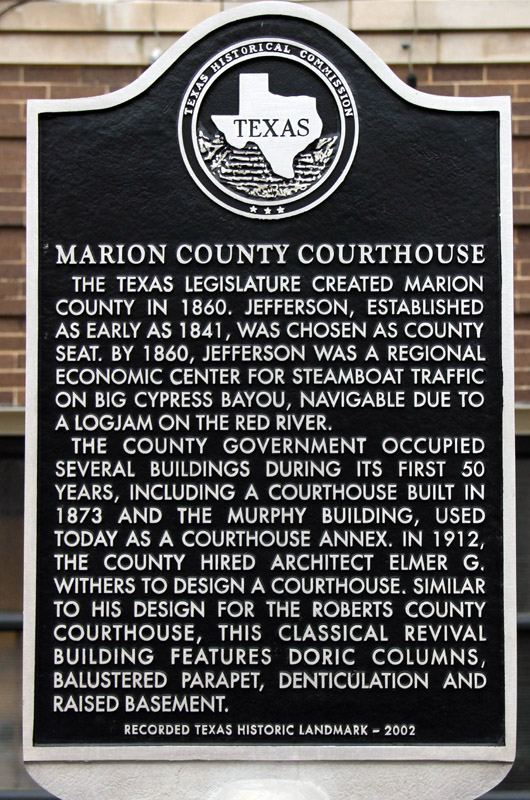 TEXAS HISTORICAL COMMISSION
TEXAS
MARION COUNTY COURTHOUSE
THE TEXAS LEGISLATURE CREATED MARION
COUNTY IN 1860. JEFFERSON, ESTABLISHED
AS EARLY AS 1841, WAS CHOSEN AS COUNTY
SEAT. BY 1860, JEFFERSON WAS A REGIONAL
ECONOMIC CENTER FOR STEAMBOAT TRAFFIC
ON BIG CYPRESS BAYOU, NAVIGABLE DUE TO
A LOGJAM ON THE RED RIVER.
THE COUNTY GOVERNMENT OCCUPIED
SEVERAL BUILDINGS DURING ITS FIRST 50
YEARS, INCLUDING A COURTHOUSE BUILT IN
1873 AND THE MURPHY BUILDING, USED
TODAY AS A COURTHOUSE ANNEX. IN 1912,
THE COUNTY HIRED ARCHITECT ELMER G.
WITHERS TO DESIGN A COURTHOUSE. SIMILAR
TO HIS DESIGN FOR THE ROBERTS COUNTY
COURTHOUSE, THIS CLASSICAL REVIVAL
BUILDING FEATURES DORIC COLUMNS,
BALUSTERED PARAPET, DENTICULATION AND
RAISED BASEMENT.
RECORDED TEXAS HISTORIC LANDMARK – 2002